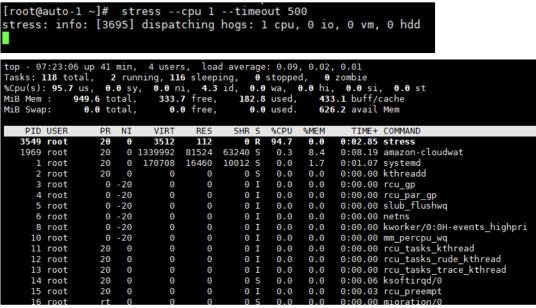 [root@auto-1 ~]# stress --cpu 1 --timeout 500
stress: info: [3695] dispatching hogs: 1 cpu, 0 io, 0 vm, 0 hdd
top - 07:23:06 up 41 min, 4 users, load average: 0.09, 0.02, 0.01
Tasks: 118 total, 2 running, 116 sleeping, 0 stopped, 0 zombie
%Cpu(s): 95.7 us, 0.0 sy, 0.0 ni, 4.3 id, 0.0 wa, 0.0 hi, 0.0 si, 0.0 st
MiB Mem : 949.6 total, 333.7 free, 182.8 used, 433.1 buff/cache
MiB Swap: 0.0 total, 0.0 free, 0.0 used. 626.2 avail Mem
PID USER PR NI VIRT RES SHR S %CPU %MEM TIME+ COMMAND
3549 root 20 0 3512 112 0 R 94.7 0.0 0:02.85 stress
1969 root 20 0 1339992 81524 63240 S 0.3 8.4 0:08.19 amazon-cloudwat
1 root 20 0 170708 16460 10012 S 0.0 1.7 0:01.07 systemd
2 root 20 0 0 0 0 S 0.0 0.0 0:00.00 kthreadd
3 root 0 -20 0 0 0 I 0.0 0.0 0:00.00 rcu_gp
4 root 0 -20 0 0 0 I 0.0 0.0 0:00.00 rcu_par_gp
5 root 0 -20 0 0 0 I 0.0 0.0 0:00.00 slub_flushwq
6 root 0 -20 0 0 0 I 0.0 0.0 0:00.00 netns
8 root 0 -20 0 0 0 I 0.0 0.0 0:00.00 kworker/0:0H-events_highpri
10 root 0 -20 0 0 0 I 0.0 0.0 0:00.00 mm_percpu_wq
11 root 20 0 0 0 0 I 0.0 0.0 0:00.00 rcu_tasks_kthread
12 root 20 0 0 0 0 I 0.0 0.0 0:00.00 rcu_tasks_rude_kthread
13 root 20 0 0 0 0 I 0.0 0.0 0:00.00 rcu_tasks_trace_kthread
14 root 20 0 0 0 0 S 0.0 0.0 0:00.06 ksoftirqd/0
15 root 20 0 0 0 0 I 0.0 0.0 0:00.03 rcu_preempt
16 root rt 0 0 0 0 S 0.0 0.0 0:00.00 migration/0